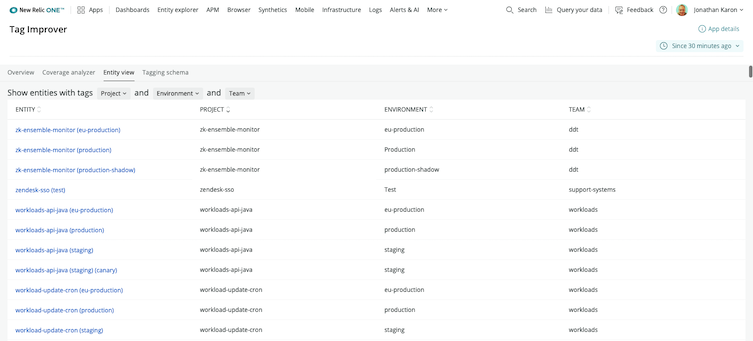 New Relic ONE™ Apps Dashboards Entity explorer APM Browser Synthetics Mobile Infrastructure Logs Alerts & AI More Search Query your data Feedback Jonathan Karon
Tag Improver
App details
Since 30 minutes ago
Overview Coverage analyzer Entity view Tagging schema
Show entities with tags Project and Environment and Team
ENTITY PROJECT ENVIRONMENT TEAM
zk-ensemble-monitor (eu-production) zk-ensemble-monitor eu-production ddt
zk-ensemble-monitor (production) zk-ensemble-monitor Production ddt
zk-ensemble-monitor (production-shadow) zk-ensemble-monitor production-shadow ddt
zendesk-sso (test) zendesk-sso Test support-systems
workloads-api-java (eu-production) workloads-api-java eu-production workloads
workloads-api-java (production) workloads-api-java production workloads
workloads-api-java (staging) workloads-api-java staging workloads
workloads-api-java (staging) (canary) workloads-api-java staging workloads
workload-update-cron (eu-production) workload-update-cron eu-production workloads
workload-update-cron (production) workload-update-cron production workloads
workload-update-cron (staging) workload-update-cron staging workloads